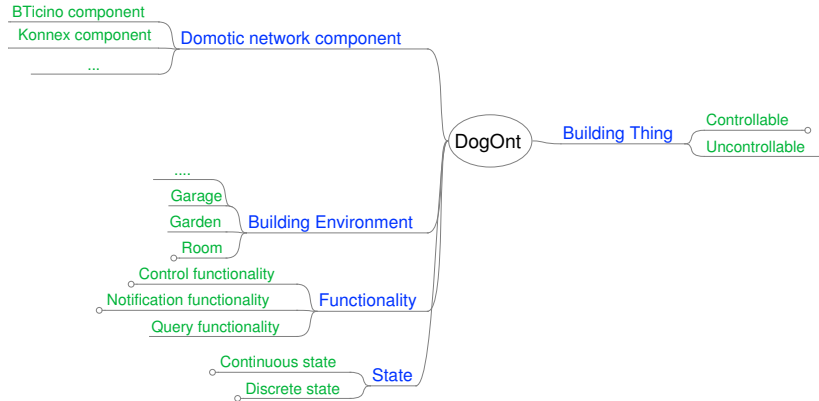 BTicino component
Konnex component
...
Domotic network component
DogOnt
Building Thing
Controllable
Uncontrollable
....
Garage
Garden
Room
Building Environment
Control functionality
Notification functionality
Query functionality
Functionality
Continuous state
Discrete state
State